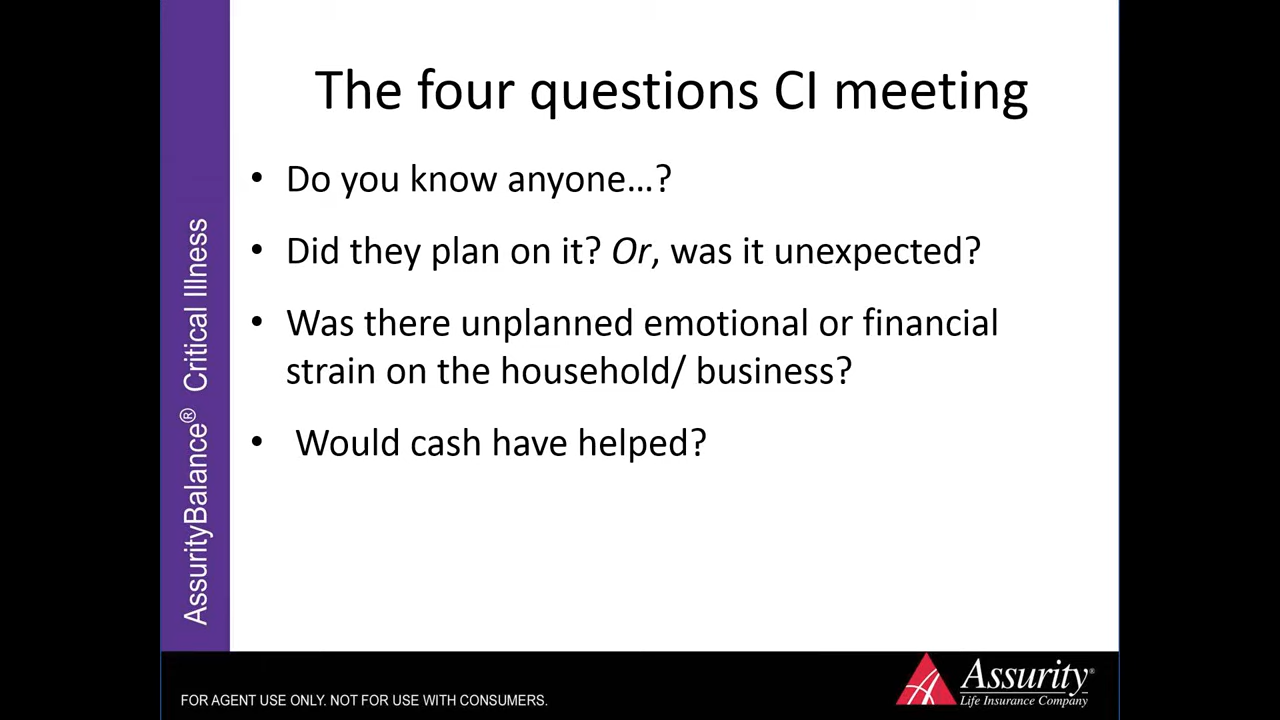 The four questions CI meeting
• Do you know anyone...?
• Did they plan on it? Or, was it unexpected?
• Was there unplanned emotional or financial
strain on the household/ business?
• Would cash have helped?
AssurityBalance® Critical Illness
FOR AGENT USE ONLY. NOT FOR USE WITH CONSUMERS.
Assurity®
Life Insurance Company